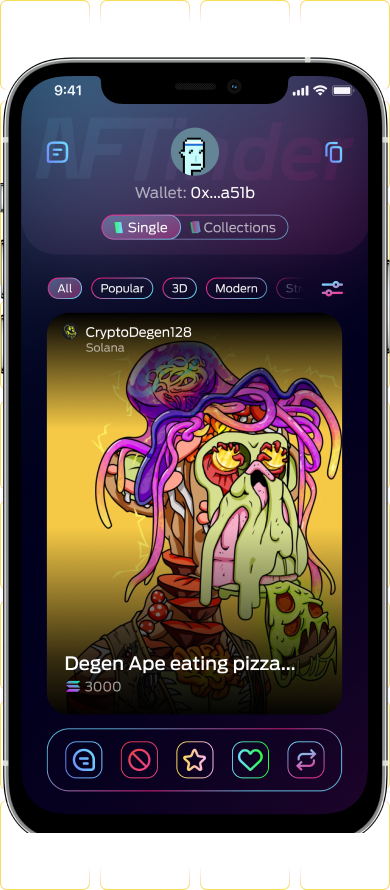 9:41
NFTinder
Wallet: 0x...a51b
Single
Collections
All
Popular
3D
Modern
CryptoDegen128
Solana
Degen Ape eating pizza...
3000